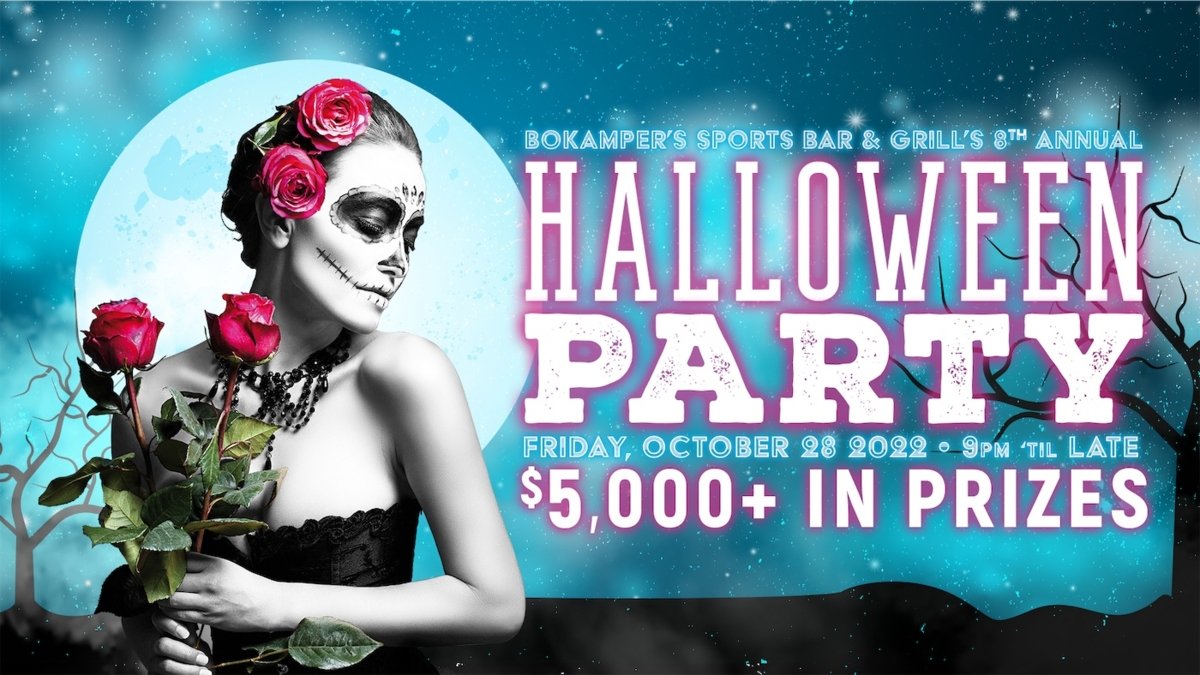 BOKAMPER'S SPORTS BAR & GRILL'S 8TH ANNUAL
HALLOWEEN
PARTY
FRIDAY, OCTOBER 28 2022 • 9PM 'TIL LATE
$5,000+ IN PRIZES